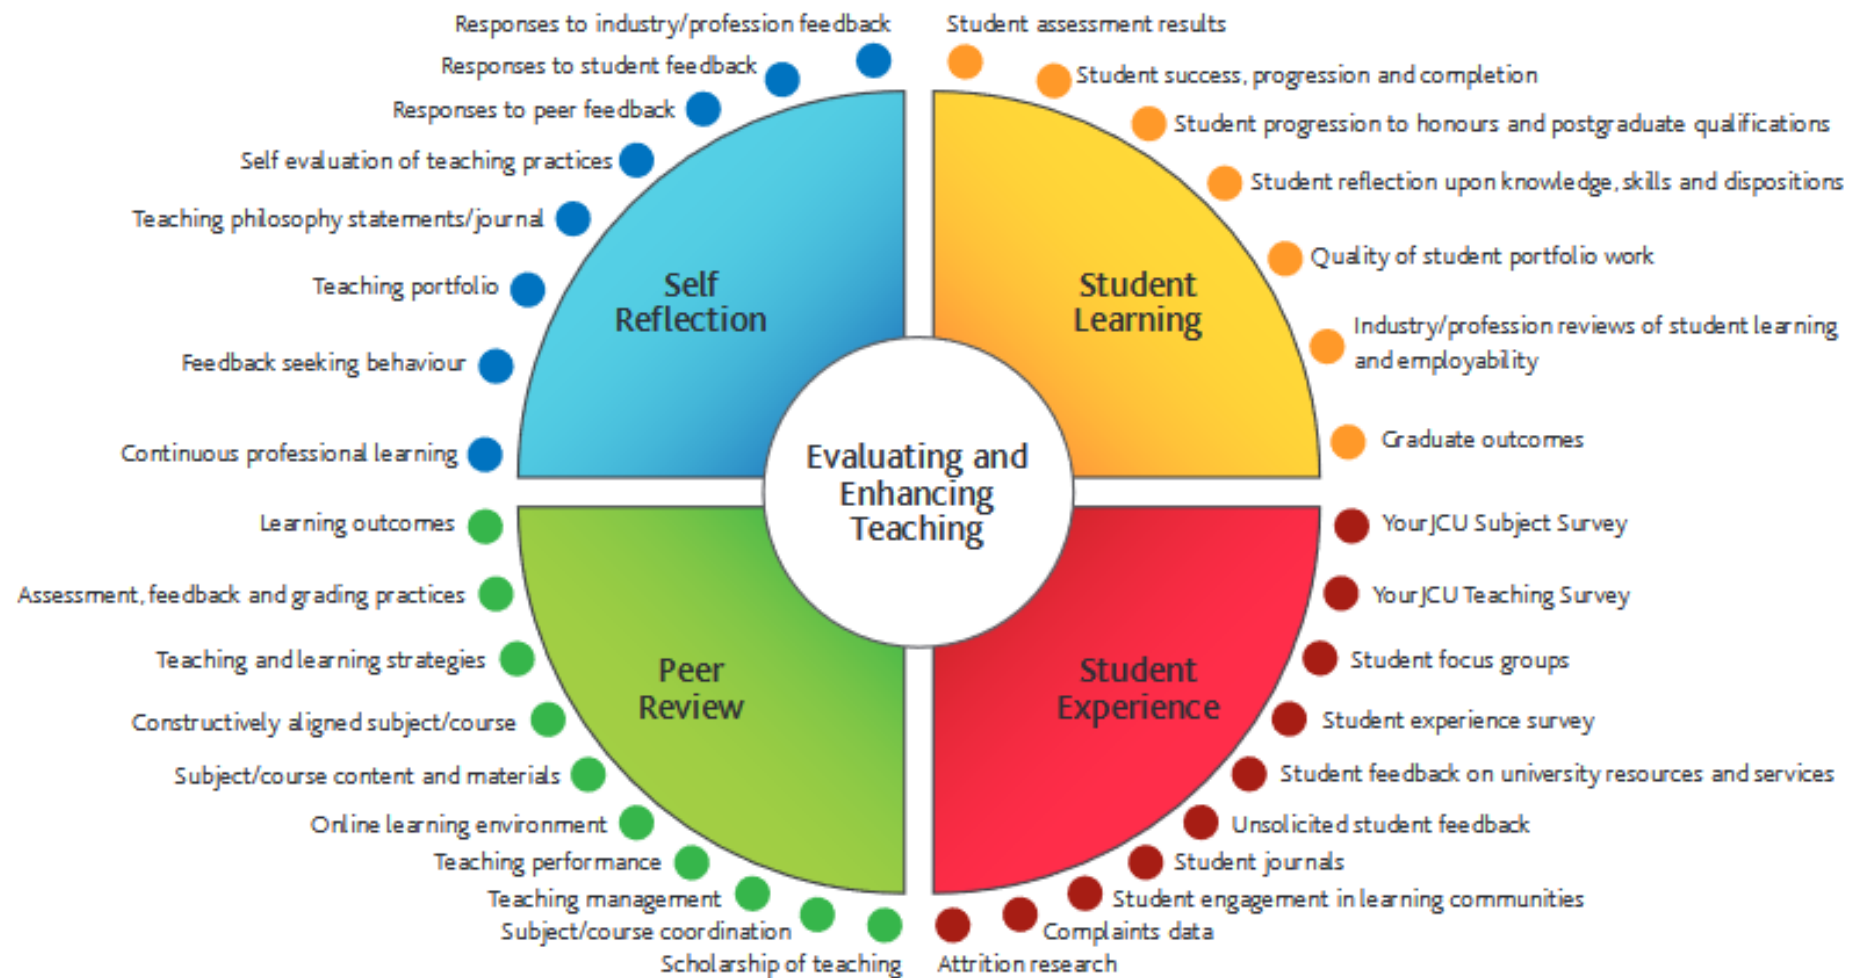 Responses to industry/profession feedback
Responses to student feedback
Responses to peer feedback
Self evaluation of teaching practices
Teaching philosophy statements/journal
Teaching portfolio
Feedback seeking behaviour
Continuous professional learning
Self
Reflection
Student assessment results
Student success, progression and completion
Student progression to honours and postgraduate qualifications
Student reflection upon knowledge, skills and dispositions
Quality of student portfolio work
Industry/profession reviews of student learning
and employability
Graduate outcomes
Student
Learning
Evaluating and
Enhancing
Teaching
Learning outcomes
Assessment, feedback and grading practices
Teaching and learning strategies
Constructively aligned subject/course
Subject/course content and materials
Online learning environment
Teaching performance
Teaching management
Subject/course coordination
Scholarship of teaching
Peer
Review
YourJCU Subject Survey
YourJCU Teaching Survey
Student focus groups
Student experience survey
Student feedback on university resources and services
Unsolicited student feedback
Student journals
Student engagement in learning communities
Complaints data
Attrition research
Student
Experience